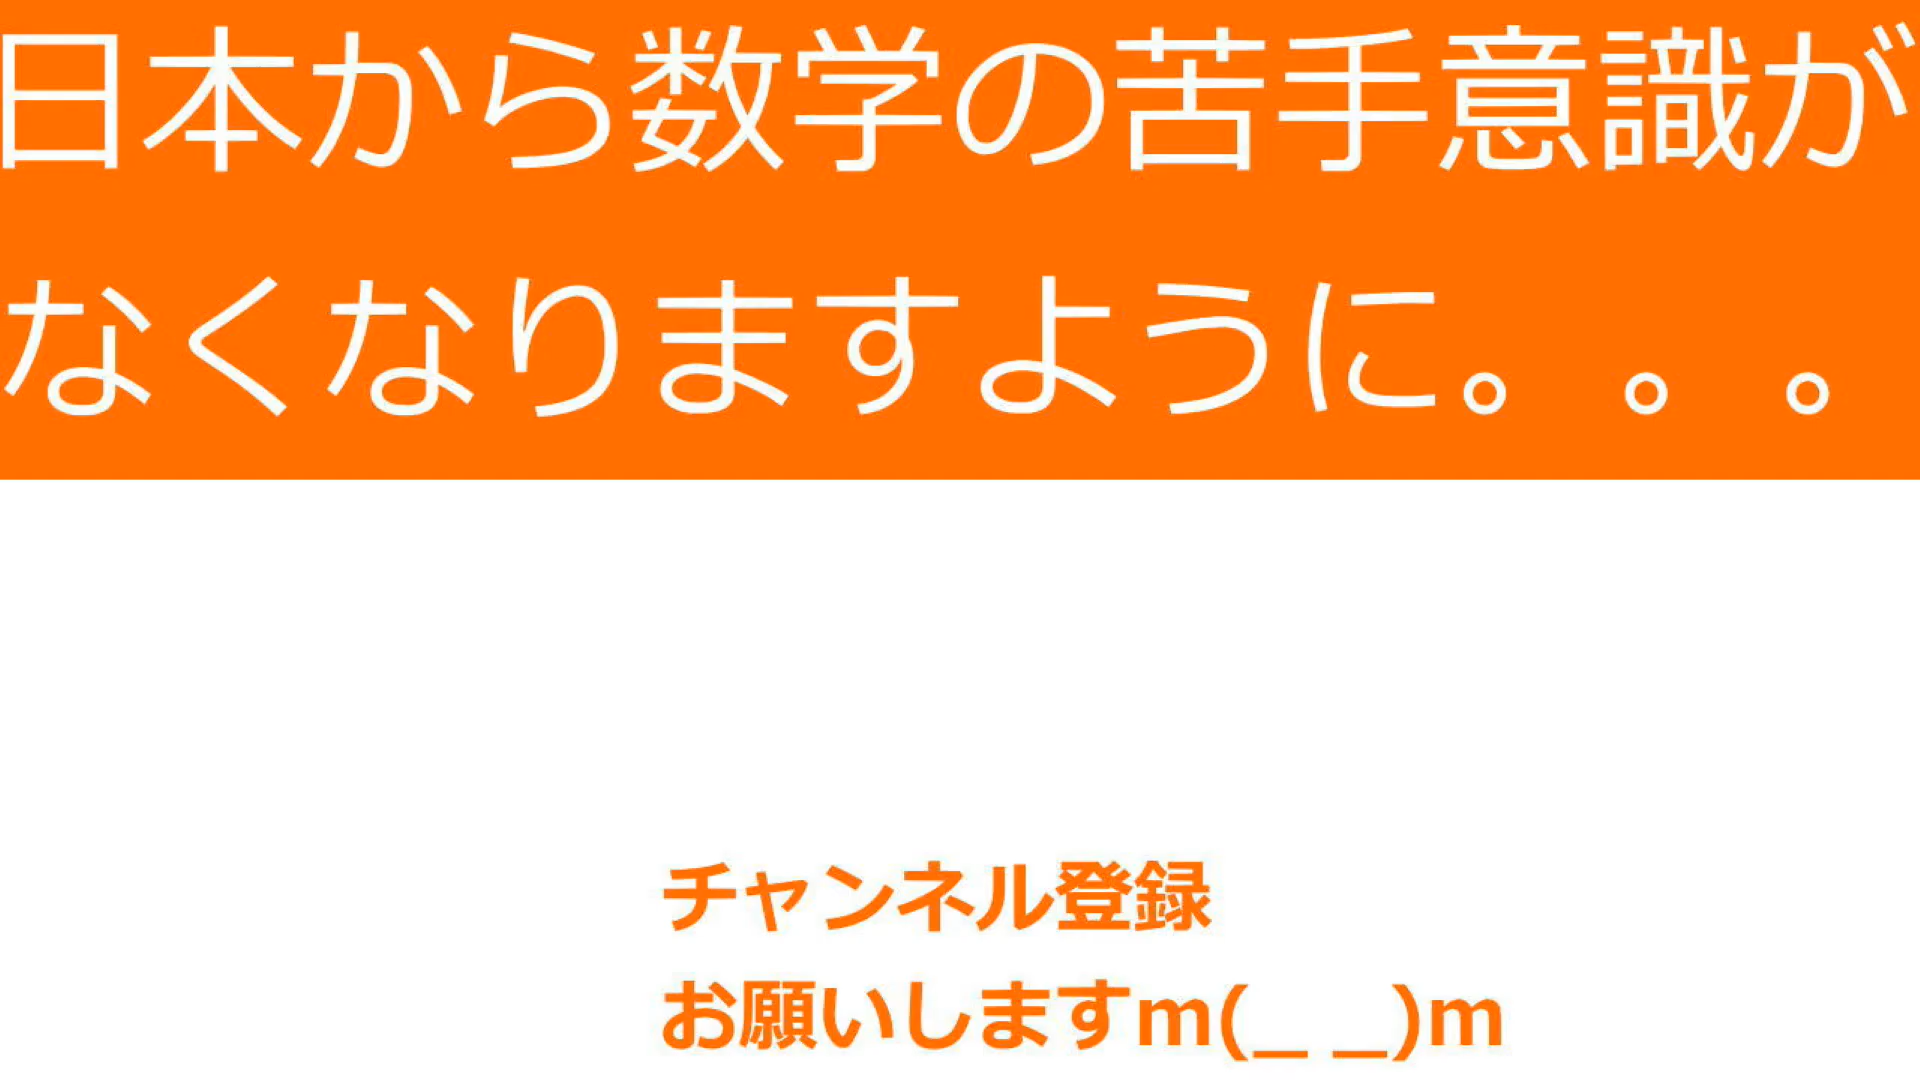 日本から数学の苦手意識が
なくなりますように。。。
チャンネル登録
お願いしますm(_ _)m